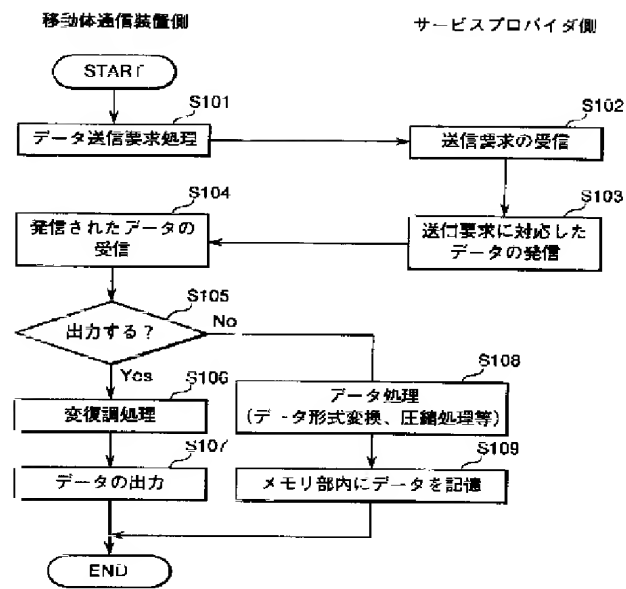 移動体通信装置側
サービスプロバイダ側
START
S101
データ送信要求処理
S102
送信要求の受信
S103
送信要求に対応した
データの発信
S104
発信されたデータの
受信
S105
出力する？
No
Yes
S106
変復調処理
S107
データの出力
S108
データ処理
（データ形式変換、圧縮処理等）
S109
メモリ部内にデータを記憶
END